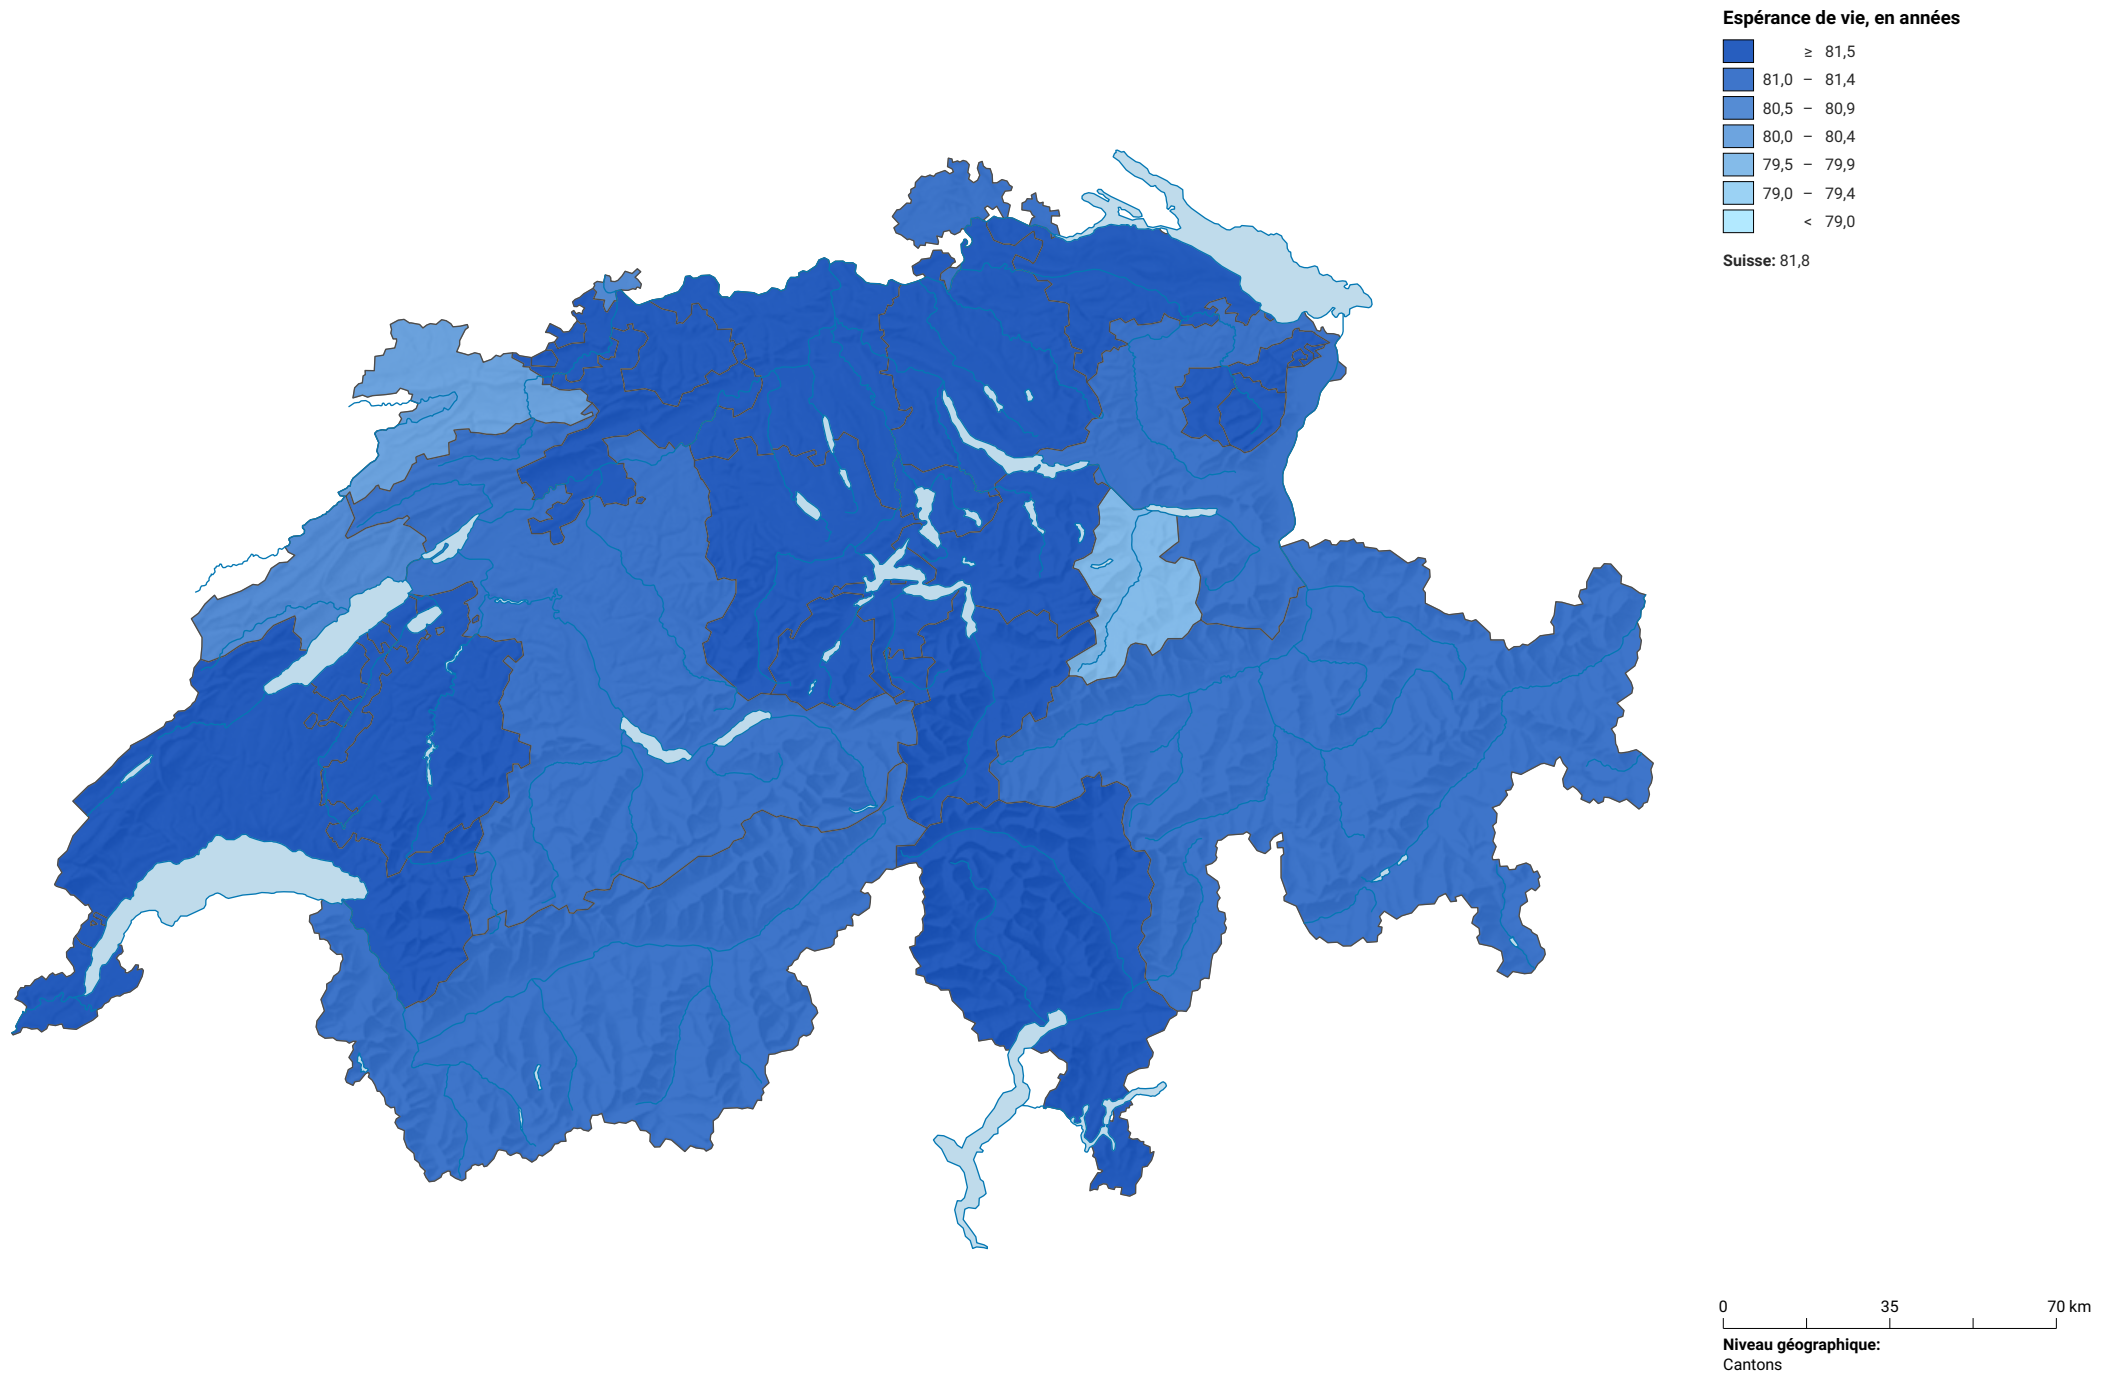 Espérance de vie, en années
≥ 81,5
81,0 – 81,4
80,5 – 80,9
80,0 – 80,4
79,5 – 79,9
79,0 – 79,4
< 79,0
Suisse: 81,8
0 35 70 km
Niveau géographique:
Cantons